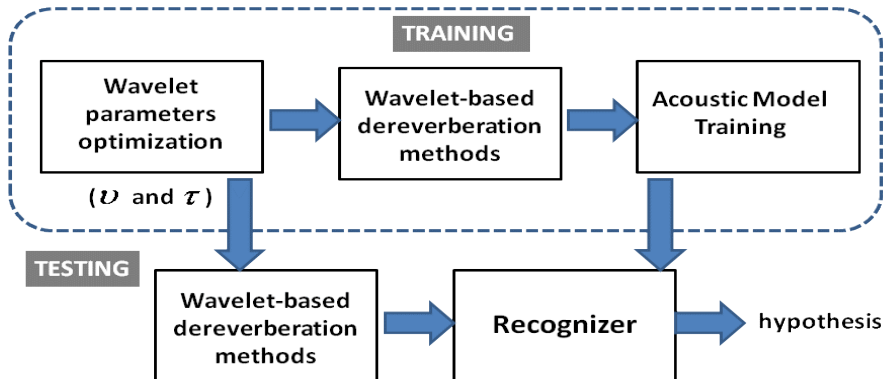 TRAINING
Wavelet
parameters
optimization
Wavelet-based
dereverberation
methods
Acoustic Model
Training
(υ and τ)
TESTING
Wavelet-based
dereverberation
methods
Recognizer
hypothesis